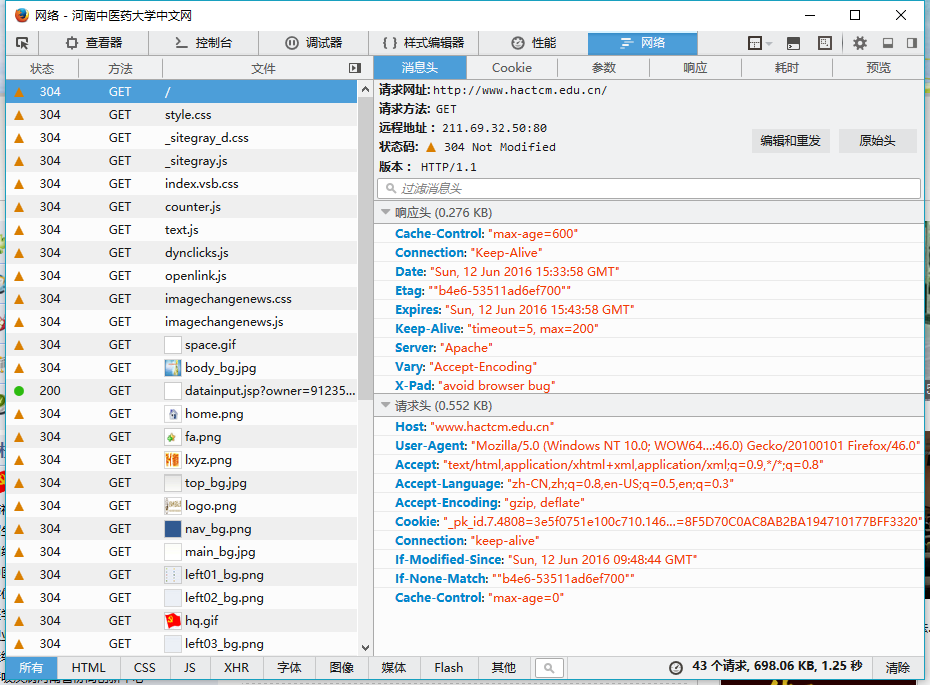 网络 - 河南中医药大学中文网
查看器 控制台 调试器 { } 样式编辑器 性能 网络
状态 方法 文件
消息头 Cookie 参数 响应 耗时 预览
304 GET /
304 GET style.css
304 GET _sitegray_d.css
304 GET _sitegray.js
304 GET index.vsb.css
304 GET counter.js
304 GET text.js
304 GET dynclicks.js
304 GET openlink.js
304 GET imagechangenews.css
304 GET imagechangenews.js
304 GET space.gif
304 GET body_bg.jpg
200 GET datainput.jsp?owner=91235...
304 GET home.png
304 GET fa.png
304 GET lxyz.png
304 GET top_bg.jpg
304 GET logo.png
304 GET nav_bg.png
304 GET main_bg.jpg
304 GET left01_bg.png
304 GET left02_bg.png
304 GET hq.gif
304 GET left03_bg.png
请求网址:http://www.hactcm.edu.cn/
请求方法: GET
远程地址: 211.69.32.50:80
状态码: 304 Not Modified
编辑和重发 原始头
版本: HTTP/1.1
过滤消息头
响应头 (0.276 KB)
Cache-Control: "max-age=600"
Connection: "Keep-Alive"
Date: "Sun, 12 Jun 2016 15:33:58 GMT"
Etag: ""b4e6-53511ad6ef700""
Expires: "Sun, 12 Jun 2016 15:43:58 GMT"
Keep-Alive: "timeout=5, max=200"
Server: "Apache"
Vary: "Accept-Encoding"
X-Pad: "avoid browser bug"
请求头 (0.552 KB)
Host: "www.hactcm.edu.cn"
User-Agent: "Mozilla/5.0 (Windows NT 10.0; WOW64...:46.0) Gecko/20100101 Firefox/46.0"
Accept: "text/html,application/xhtml+xml,application/xml;q=0.9,*/*;q=0.8"
Accept-Language: "zh-CN,zh;q=0.8,en-US;q=0.5,en;q=0.3"
Accept-Encoding: "gzip, deflate"
Cookie: "_pk_id.7.4808=3e5f0751e100c710.146...=8F5D70C0AC8AB2BA194710177BFF3320"
Connection: "keep-alive"
If-Modified-Since: "Sun, 12 Jun 2016 09:48:44 GMT"
If-None-Match: ""b4e6-53511ad6ef700""
Cache-Control: "max-age=0"
所有 HTML CSS JS XHR 字体 图像 媒体 Flash 其他
43 个请求, 698.06 KB, 1.25 秒 清除